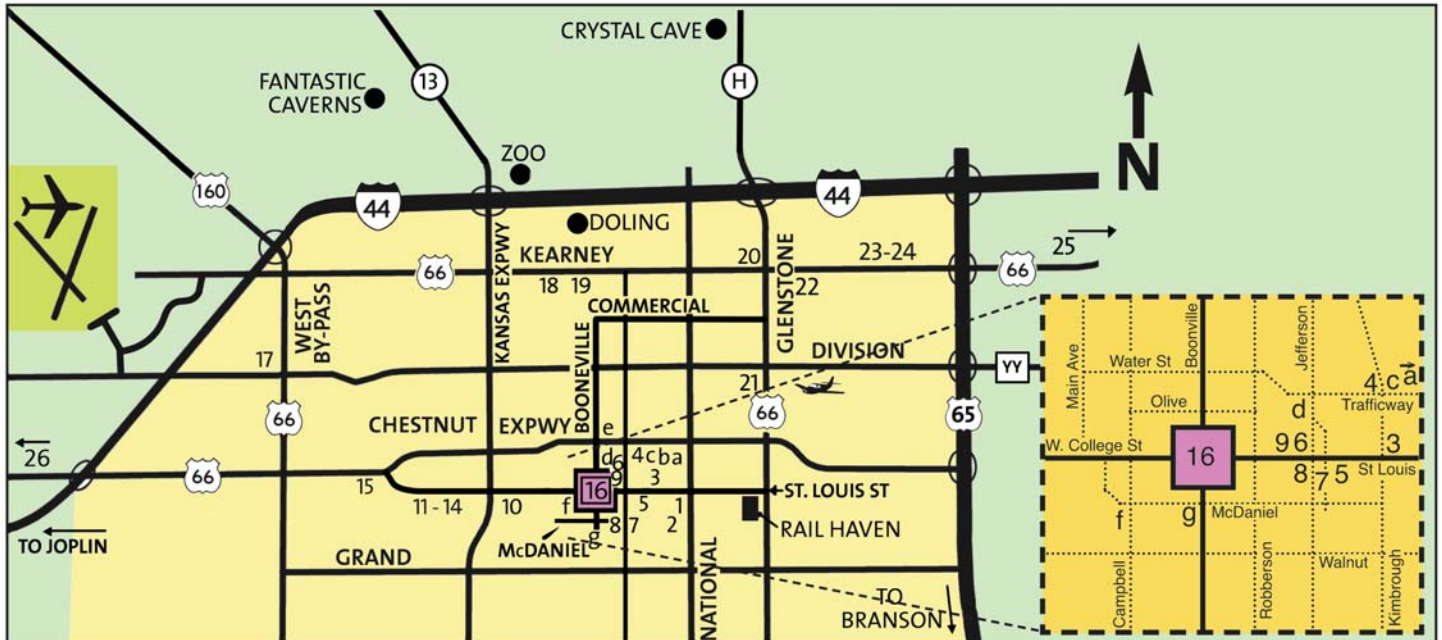 CRYSTAL CAVE
FANTASTIC
CAVERNS
13
H
ZOO
N
160
44
44
DOLING
KEARNEY
20
23-24
25
66
66
18 19
22
COMMERCIAL
WEST
BY-PASS
KANSAS EXPWY
BOONEVILLE
GLENSTONE
17
DIVISION
YY
21
66
66
65
CHESTNUT EXPWY
e
26
66
d 6 4 c b a
9 3
15
11 - 14
10
f
16
5 1
ST. LOUIS ST
8 7 2
g
RAIL HAVEN
TO JOPLIN
McDANIEL
GRAND
NATIONAL
TO
BRANSON
Main Ave
Boonville
Jefferson
Water St
4 c a
Olive
d
Trafficway
W. College St
16
9 6
3
8 7 5
St Louis
f
g
McDaniel
Walnut
Campbell
Robberson
Kimbrough